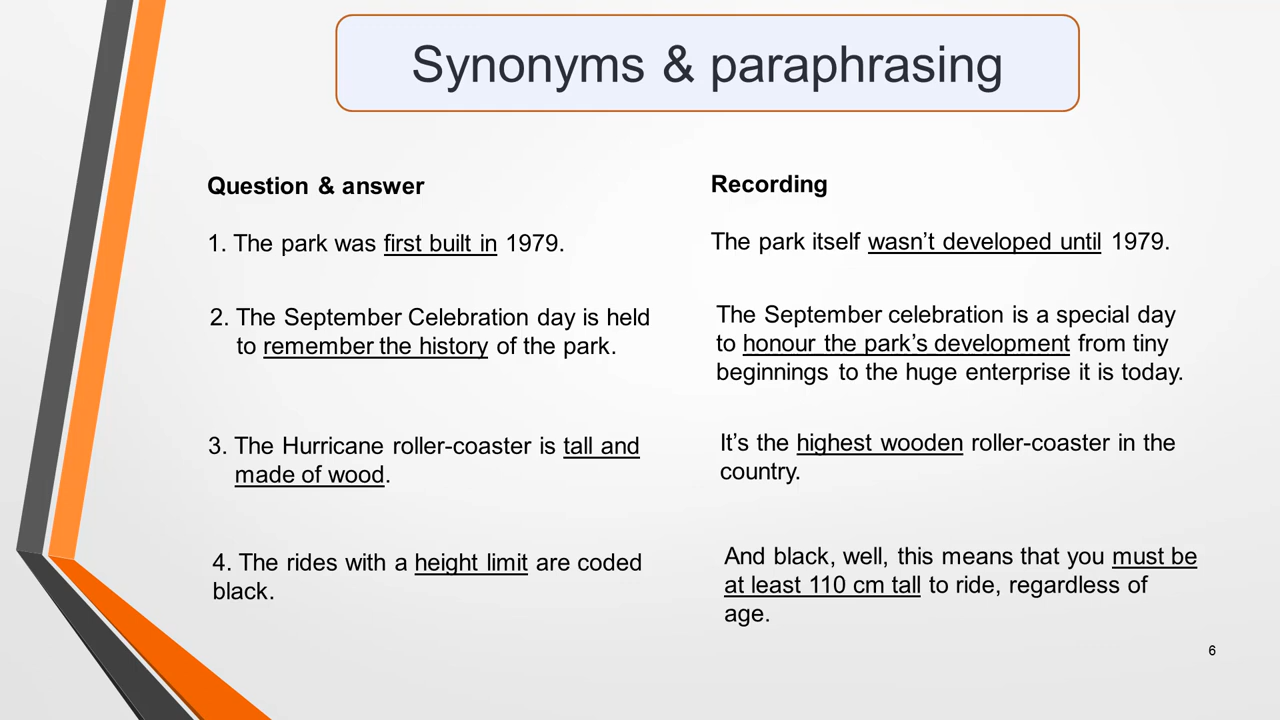 Synonyms & paraphrasing
Question & answer
1. The park was first built in 1979.
2. The September Celebration day is held
to remember the history of the park.
3. The Hurricane roller-coaster is tall and
made of wood.
4. The rides with a height limit are coded
black.
Recording
The park itself wasn’t developed until 1979.
The September celebration is a special day
to honour the park’s development from tiny
beginnings to the huge enterprise it is today.
It’s the highest wooden roller-coaster in the
country.
And black, well, this means that you must be
at least 110 cm tall to ride, regardless of
age.
6